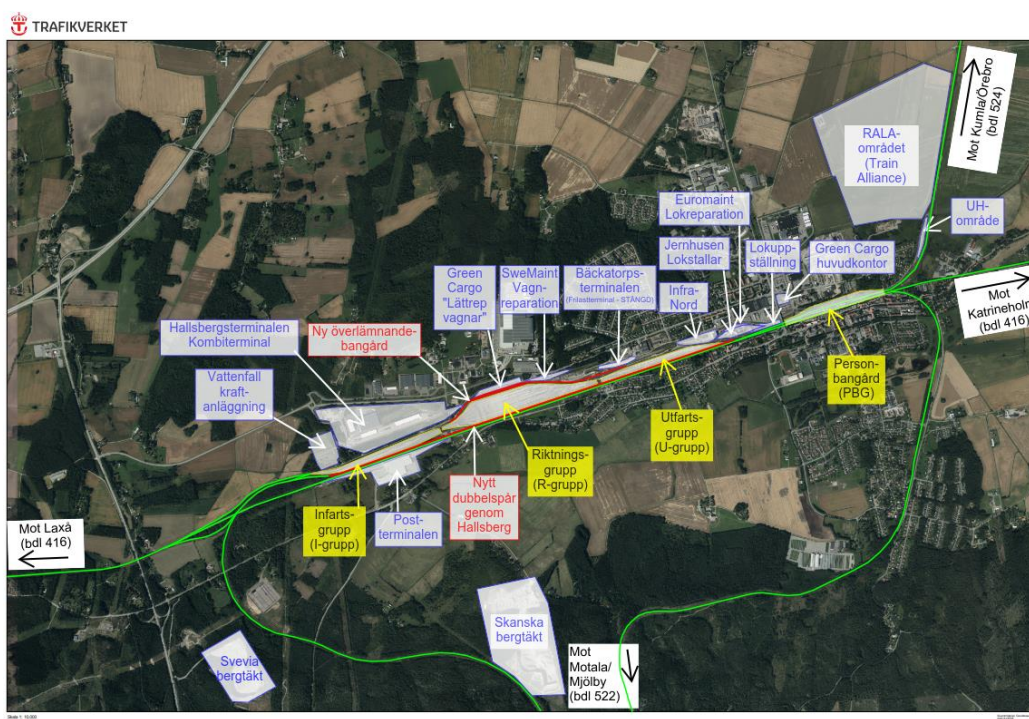 TRAFIKVERKET
Mot Kumla/Örebro
(bdl 524)
RALA-
området
(Train
Alliance)
UH-
område
Euromaint
Lokreparation
Jernhusen
Lokstallar
Lokupp-
ställning
Green Cargo
huvudkontor
Green
Cargo
"Lättrep
vagnar"
SweMaint
Vagn-
reparation
Bäckatorps-
terminalen
(Frilastterminal - STÄNGD)
Infra-
Nord
Mot
Katrineholm
(bdl 416)
Hallsbergsterminalen
Kombiterminal
Ny överlämnande-
bangård
Vattenfall
kraft-
anläggning
Person-
bangård
(PBG)
Utfarts-
grupp
(U-grupp)
Riktnings-
grupp
(R-grupp)
Nytt
dubbelspår
genom
Hallsberg
Infarts-
grupp
(I-grupp)
Post-
terminalen
Mot Laxå
(bdl 416)
Skanska
bergtäkt
Svevia
bergtäkt
Mot
Motala/
Mjölby
(bdl 522)